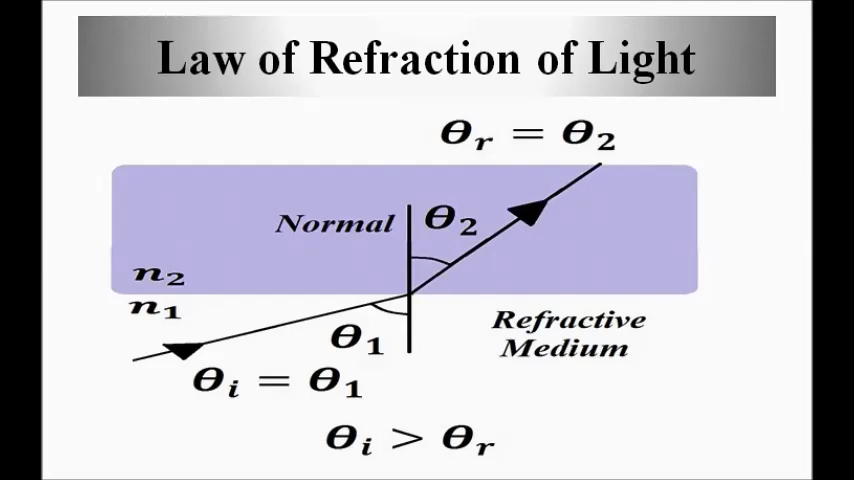 Law of Refraction of Light
θr = θ2
Normal
θ2
n2
n1
θ1
Refractive
Medium
θi = θ1
θi > θr